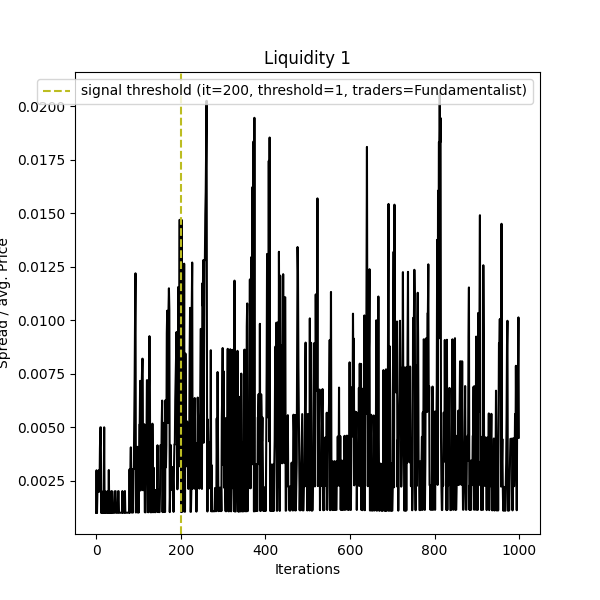 Liquidity 1
signal threshold (it=200, threshold=1, traders=Fundamentalist)
0.0200
0.0175
0.0150
0.0125
0.0100
0.0075
0.0050
0.0025
Spread / avg. Price
0 200 400 600 800 1000
Iterations